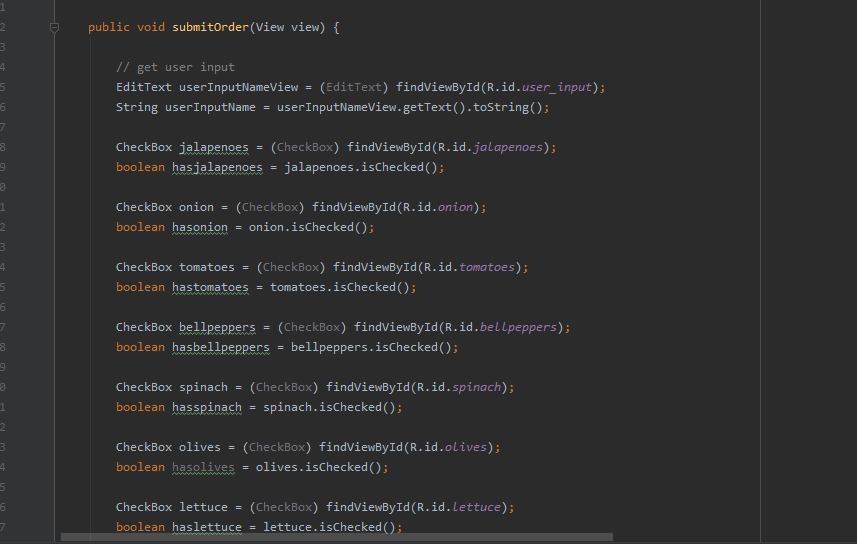 1
2 public void submitOrder(View view) {
3
4 // get user input
5 EditText userInputNameView = (EditText) findViewById(R.id.user_input);
6 String userInputName = userInputNameView.getText().toString();
7
8 CheckBox jalapenoes = (CheckBox) findViewById(R.id.jalapenoes);
9 boolean hasjalapenoes = jalapenoes.isChecked();
0
1 CheckBox onion = (CheckBox) findViewById(R.id.onion);
2 boolean hasonion = onion.isChecked();
3
4 CheckBox tomatoes = (CheckBox) findViewById(R.id.tomatoes);
5 boolean hastomatoes = tomatoes.isChecked();
6
7 CheckBox bellpeppers = (CheckBox) findViewById(R.id.bellpeppers);
8 boolean hasbellpeppers = bellpeppers.isChecked();
9
0 CheckBox spinach = (CheckBox) findViewById(R.id.spinach);
1 boolean hasspinach = spinach.isChecked();
2
3 CheckBox olives = (CheckBox) findViewById(R.id.olives);
4 boolean hasolives = olives.isChecked();
5
6 CheckBox lettuce = (CheckBox) findViewById(R.id.lettuce);
7 boolean haslettuce = lettuce.isChecked();